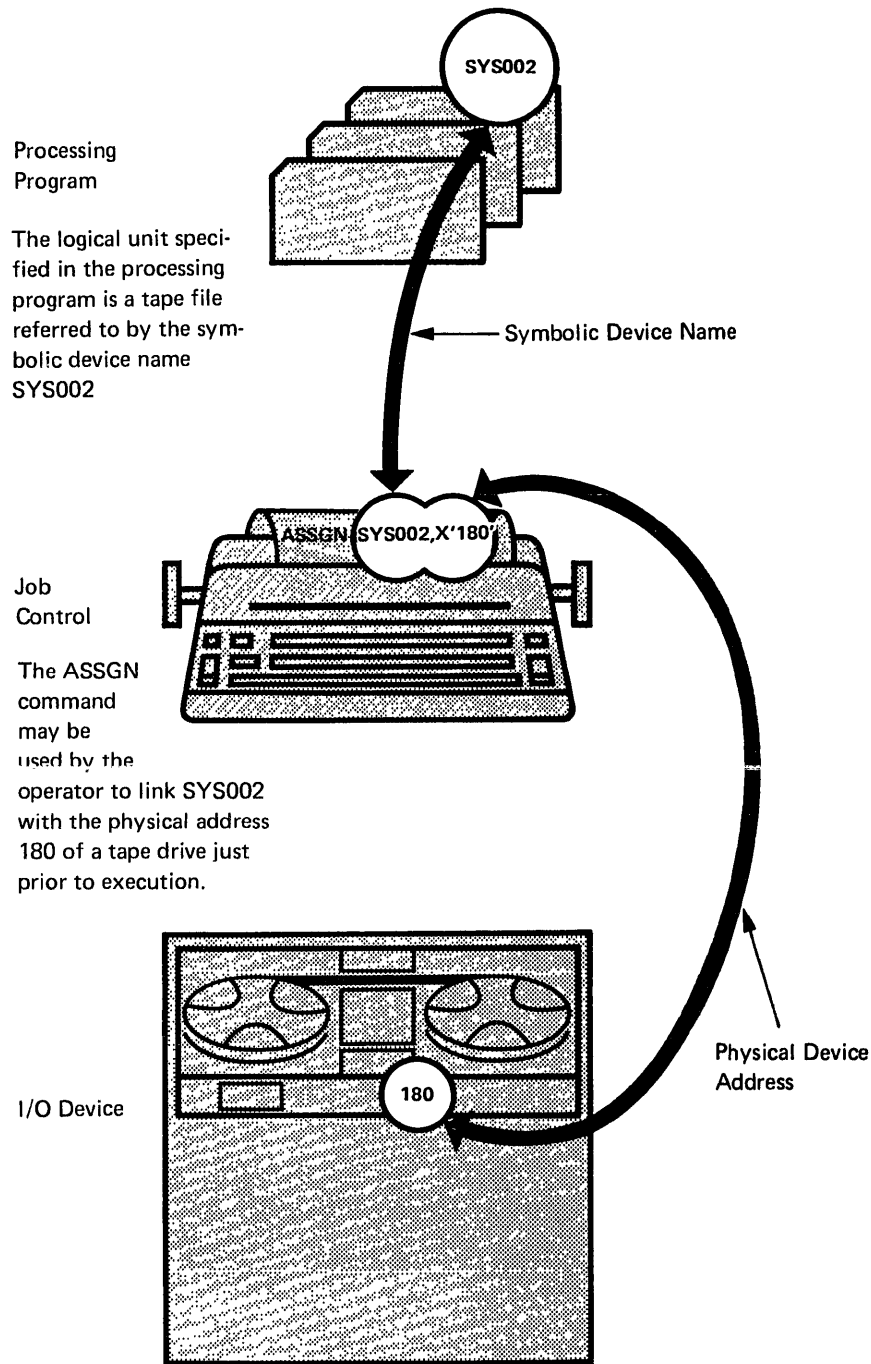 SYS002
Processing
Program
The logical unit speci-
fied in the processing
program is a tape file
referred to by the sym-
bolic device name
SYS002
Symbolic Device Name
ASSGN SYS002,X'180'
Job
Control
The ASSGN
command
may be
used by the
operator to link SYS002
with the physical address
180 of a tape drive just
prior to execution.
Physical Device
Address
I/O Device
180